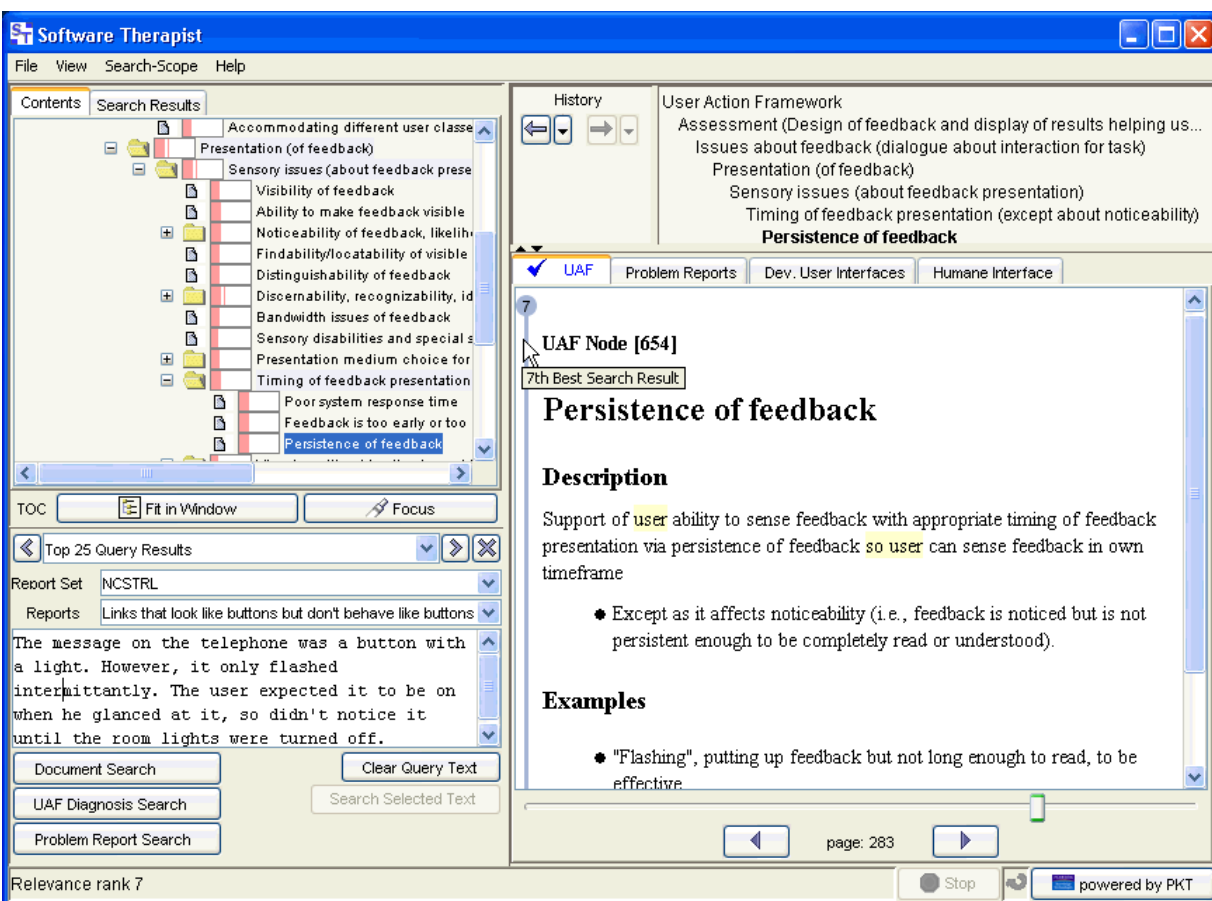 Software Therapist
File View Search-Scope Help
Contents Search Results
Accommodating different user classe
Presentation (of feedback)
Sensory issues (about feedback prese
Visibility of feedback
Ability to make feedback visible
Noticeability of feedback, likelih
Findability/locatability of visible
Distinguishability of feedback
Discernability, recognizability, id
Bandwidth issues of feedback
Sensory disabilities and special s
Presentation medium choice for
Timing of feedback presentation
Poor system response time
Feedback is too early or too
Persistence of feedback
TOC Fit in Window Focus
Top 25 Query Results
Report Set NCSTRL
Reports Links that look like buttons but don't behave like buttons
The message on the telephone was a button with
a light. However, it only flashed
intermittantly. The user expected it to be on
when he glanced at it, so didn't notice it
until the room lights were turned off.
Document Search Clear Query Text
UAF Diagnosis Search Search Selected Text
Problem Report Search
History
User Action Framework
Assessment (Design of feedback and display of results helping us...
Issues about feedback (dialogue about interaction for task)
Presentation (of feedback)
Sensory issues (about feedback presentation)
Timing of feedback presentation (except about noticeability)
Persistence of feedback
UAF Problem Reports Dev. User Interfaces Humane Interface
7
UAF Node [654]
7th Best Search Result
Persistence of feedback
Description
Support of user ability to sense feedback with appropriate timing of feedback
presentation via persistence of feedback so user can sense feedback in own
timeframe
Except as it affects noticeability (i.e., feedback is noticed but is not
persistent enough to be completely read or understood).
Examples
"Flashing", putting up feedback but not long enough to read, to be
effective
page: 283
Relevance rank 7 Stop powered by PKT